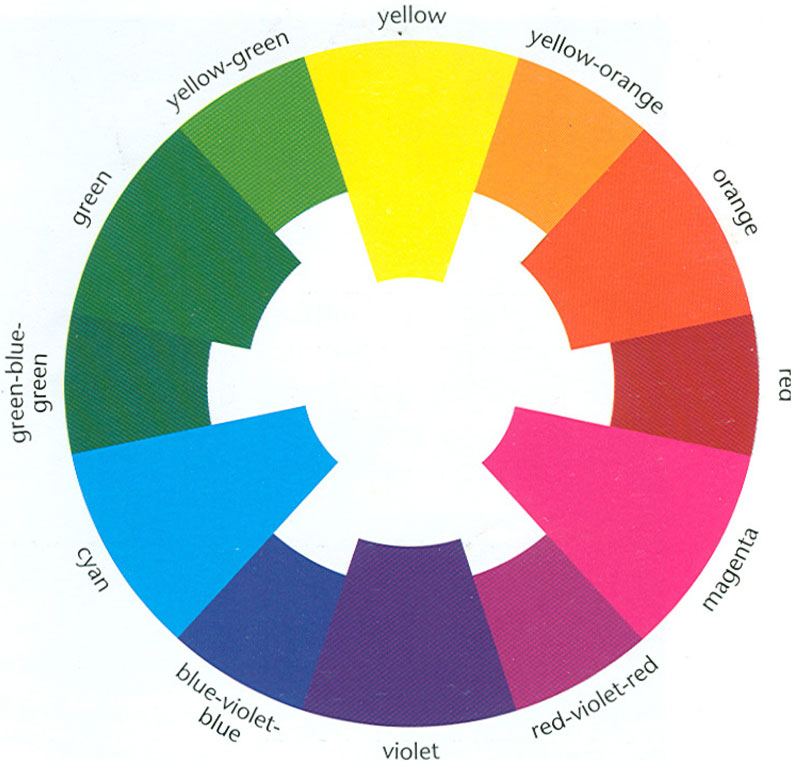 yellow
yellow-orange
orange
red
magenta
red-violet-red
violet
blue-violet-
blue
cyan
green-blue-
green
green
yellow-green